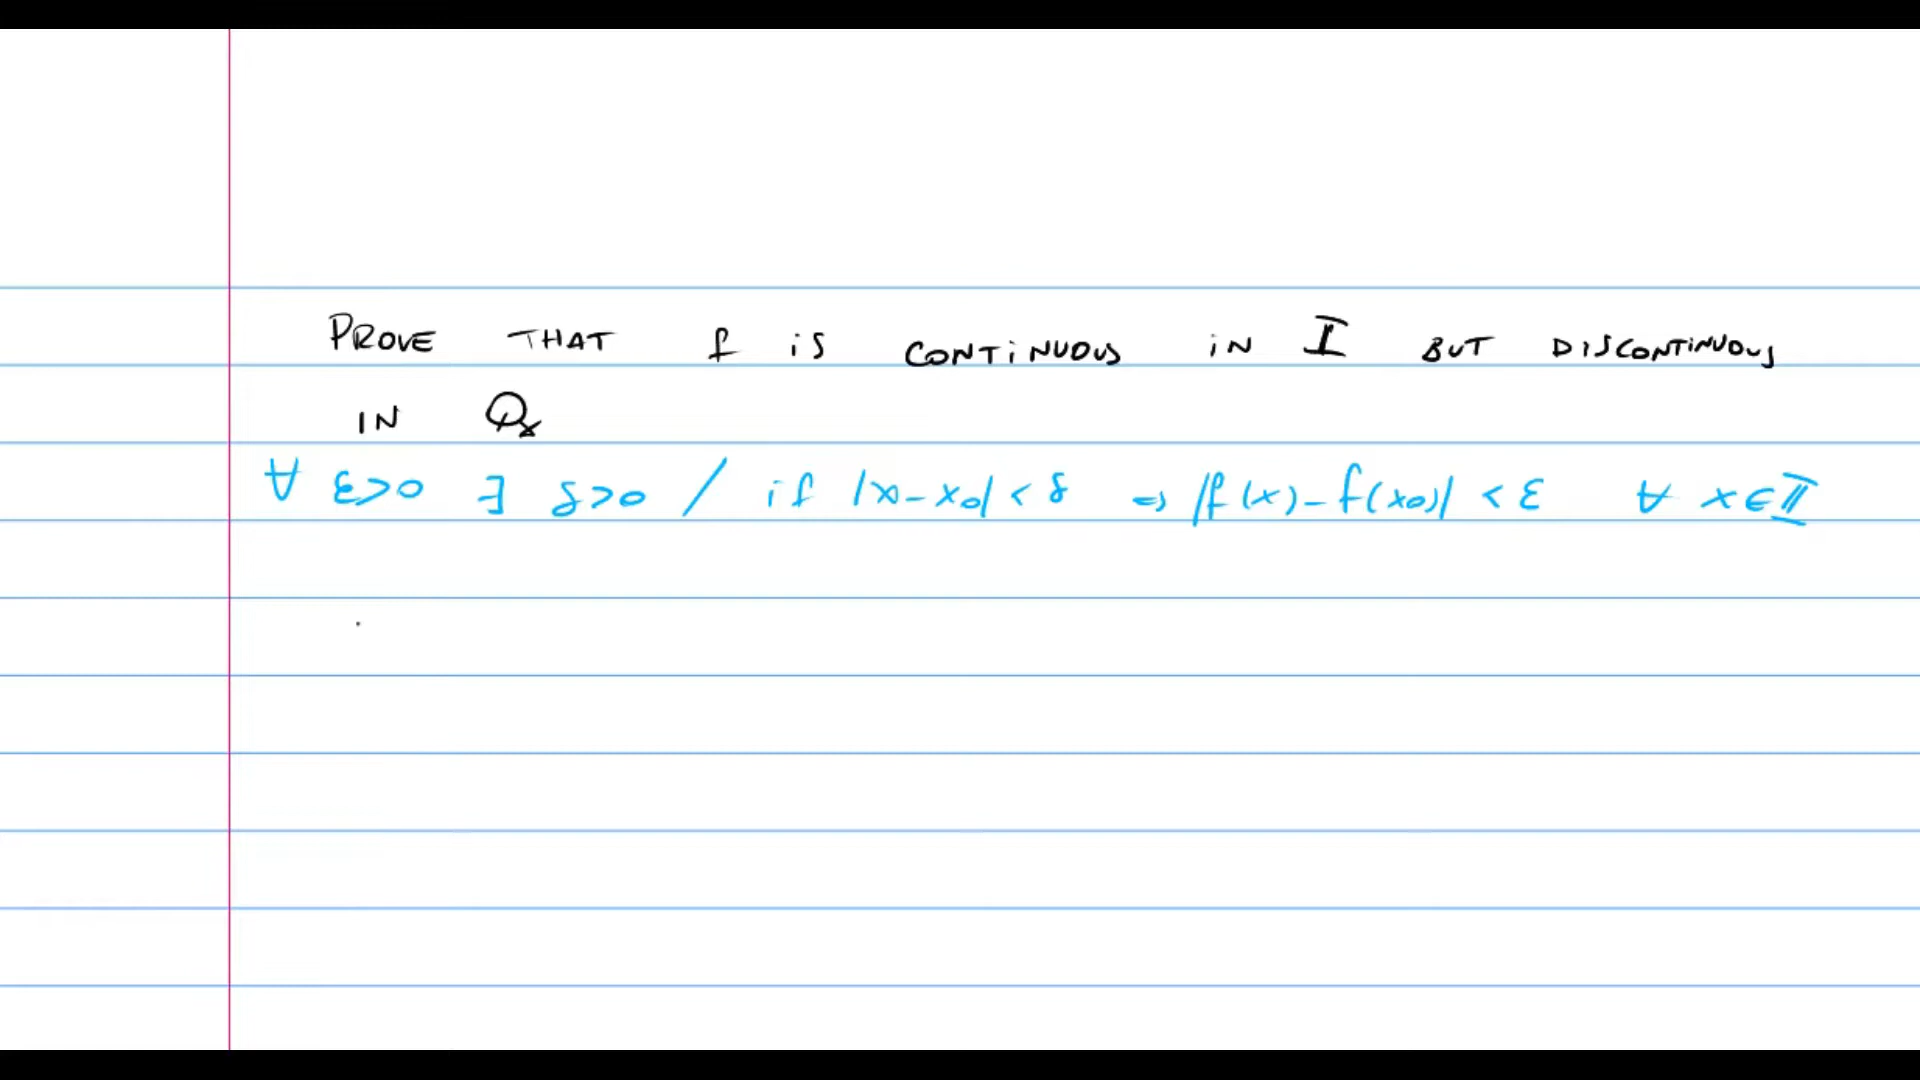 PROVE THAT f is CONTiNUOUS iN I BUT DISCONTINUOUS
IN Q
∀ ε>0 ∃ δ>0 / if |x-x0| < δ ⇒ |f(x)-f(x0)| < ε ∀ x∈𝕀